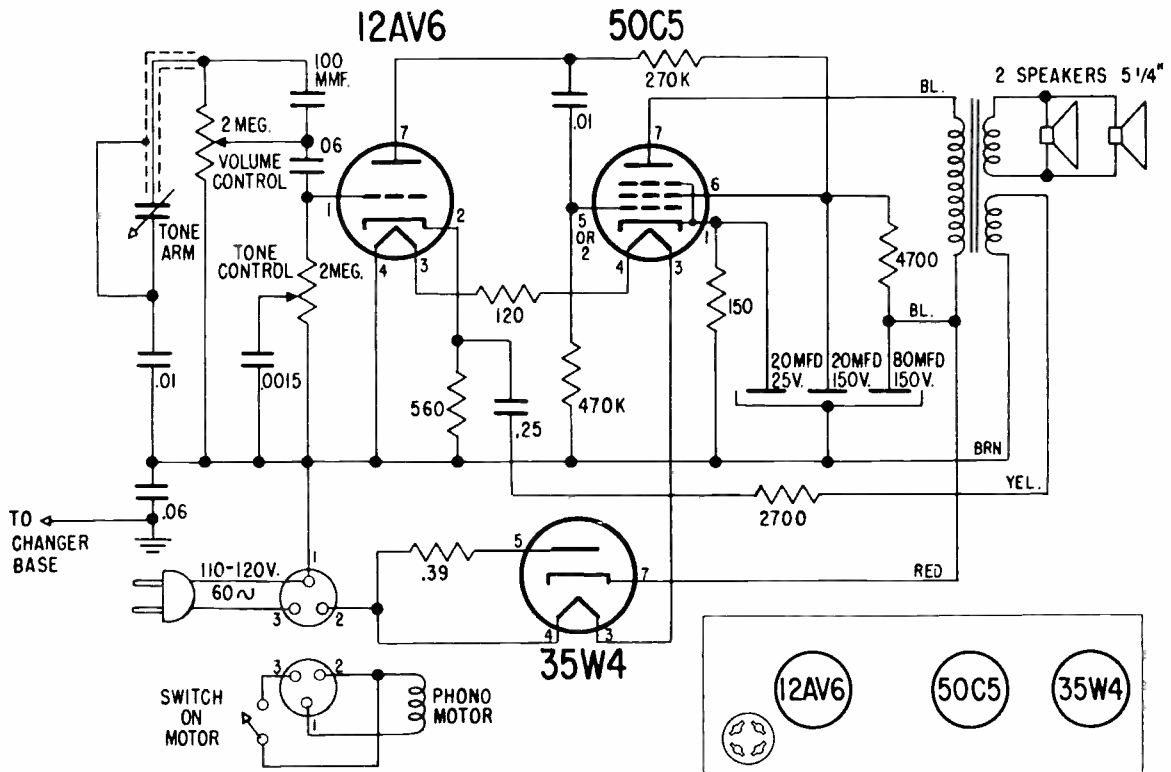 12AV6
50C5
100
MMF.
270K
2 SPEAKERS 5 1/4"
BL.
.01
2 MEG.
VOLUME
CONTROL
.06
7
7
6
1
2
5
OR
2
1
TONE
ARM
TONE
CONTROL
2MEG.
4
3
4
3
4700
120
150
BL.
.01
.0015
560
.25
470K
20MFD
25V.
20MFD
150V.
80MFD
150V.
BRN
YEL.
.06
2700
TO
CHANGER
BASE
110-120V.
60~
1
3
2
.39
5
7
RED
4
3
35W4
3
2
1
SWITCH
ON
MOTOR
PHONO
MOTOR
12AV6
50C5
35W4